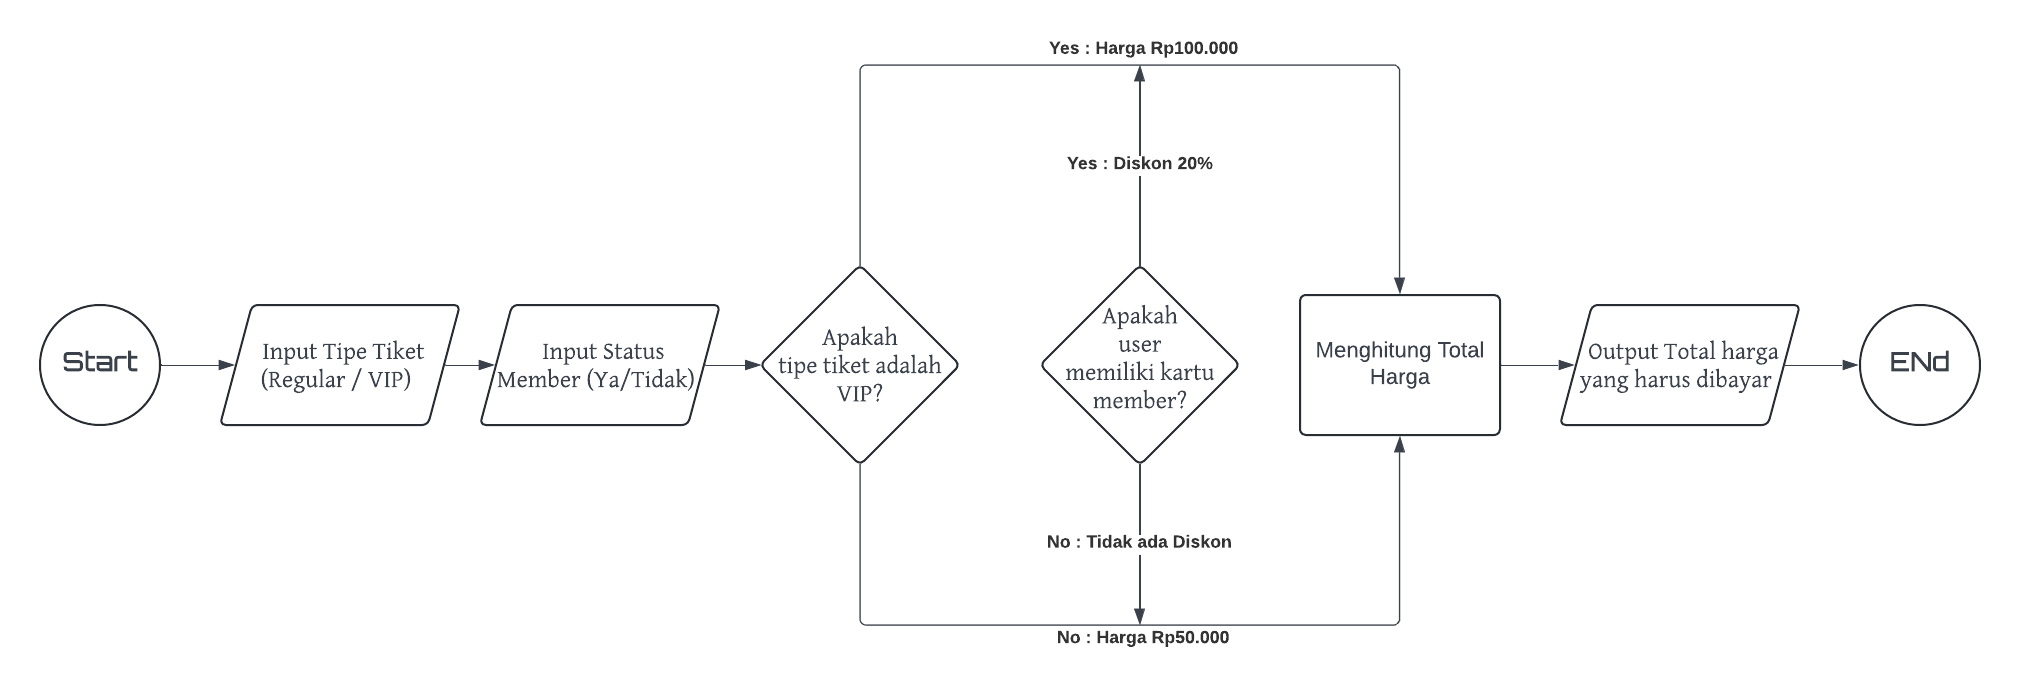 Start
Input Tipe Tiket
(Regular / VIP)
Input Status
Member (Ya/Tidak)
Apakah
tipe tiket adalah
VIP?
Yes : Harga Rp100.000
Yes : Diskon 20%
Apakah
user
memiliki kartu
member?
No : Tidak ada Diskon
No : Harga Rp50.000
Menghitung Total
Harga
Output Total harga
yang harus dibayar
ENd